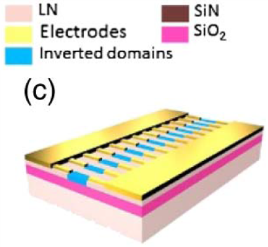 LN
SiN
Electrodes
SiO₂
Inverted domains
(c)